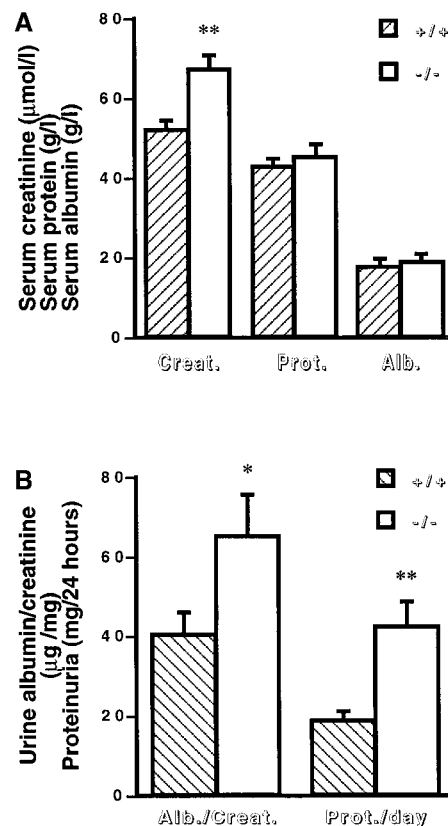 A
80
60
40
20
0
Serum creatinine (µmol/l)
Serum protein (g/l)
Serum albumin (g/l)
**
+/+
-/-
Creat. Prot. Alb.
B
80
60
40
20
0
Urine albumin/creatinine
(µg /mg)
Proteinuria (mg/24 hours)
*
**
+/+
-/-
Alb./Creat. Prot./day